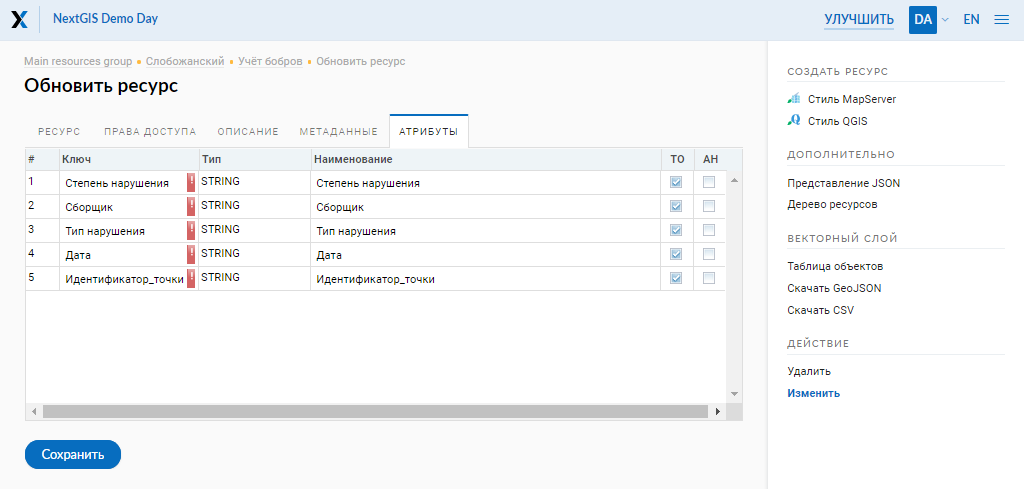 NextGIS Demo Day
УЛУЧШИТЬ
DA
EN
Main resources group • Слобожанский • Учёт бобров • Обновить ресурс
Обновить ресурс
РЕСУРС ПРАВА ДОСТУПА ОПИСАНИЕ МЕТАДАННЫЕ АТРИБУТЫ
# Ключ Тип Наименование ТО АН
1 Степень нарушения ! STRING Степень нарушения
2 Сборщик ! STRING Сборщик
3 Тип нарушения ! STRING Тип нарушения
4 Дата ! STRING Дата
5 Идентификатор_точки ! STRING Идентификатор_точки
Сохранить
СОЗДАТЬ РЕСУРС
Стиль MapServer
Стиль QGIS
ДОПОЛНИТЕЛЬНО
Представление JSON
Дерево ресурсов
ВЕКТОРНЫЙ СЛОЙ
Таблица объектов
Скачать GeoJSON
Скачать CSV
ДЕЙСТВИЕ
Удалить
Изменить